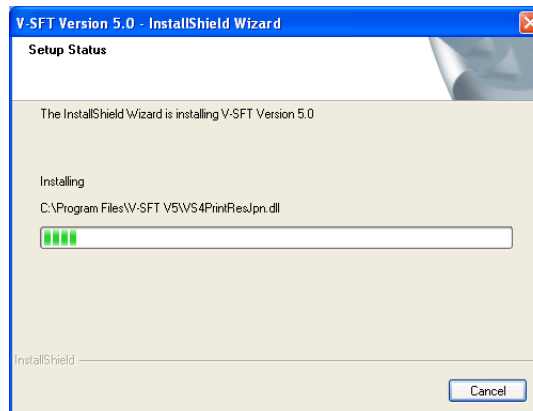 V-SFT Version 5.0 - InstallShield Wizard
Setup Status
The InstallShield Wizard is installing V-SFT Version 5.0
Installing
C:\Program Files\V-SFT V5\VS4PrintResJpn.dll
InstallShield
Cancel